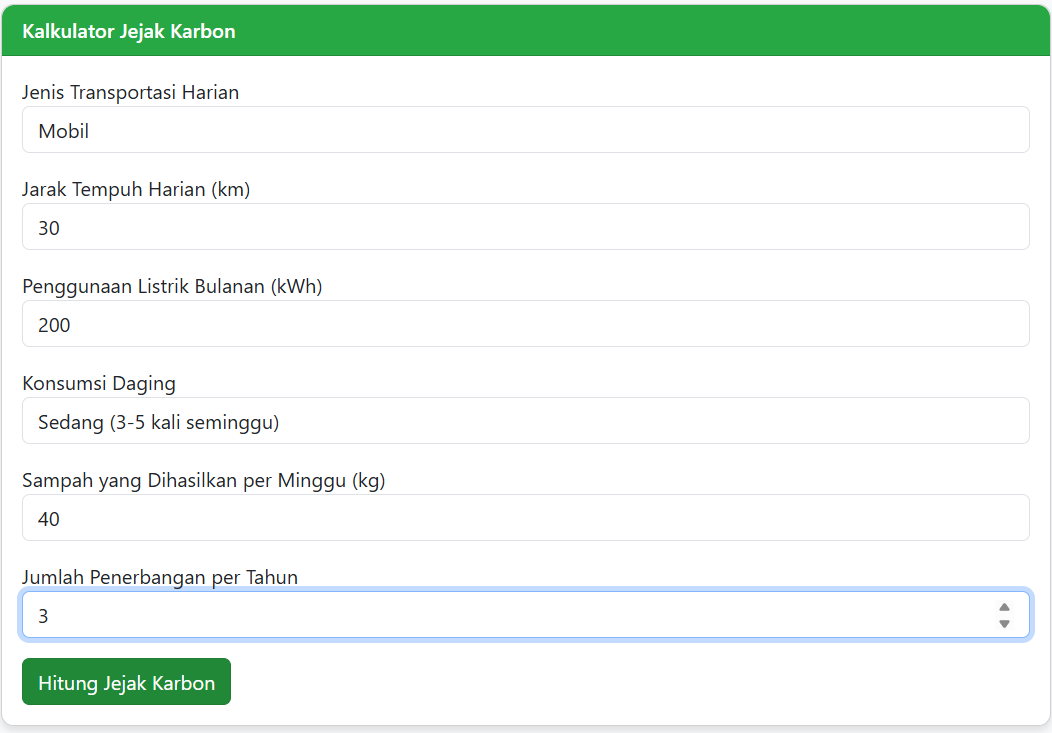 Kalkulator Jejak Karbon
Jenis Transportasi Harian
Mobil
Jarak Tempuh Harian (km)
30
Penggunaan Listrik Bulanan (kWh)
200
Konsumsi Daging
Sedang (3-5 kali seminggu)
Sampah yang Dihasilkan per Minggu (kg)
40
Jumlah Penerbangan per Tahun
3
Hitung Jejak Karbon